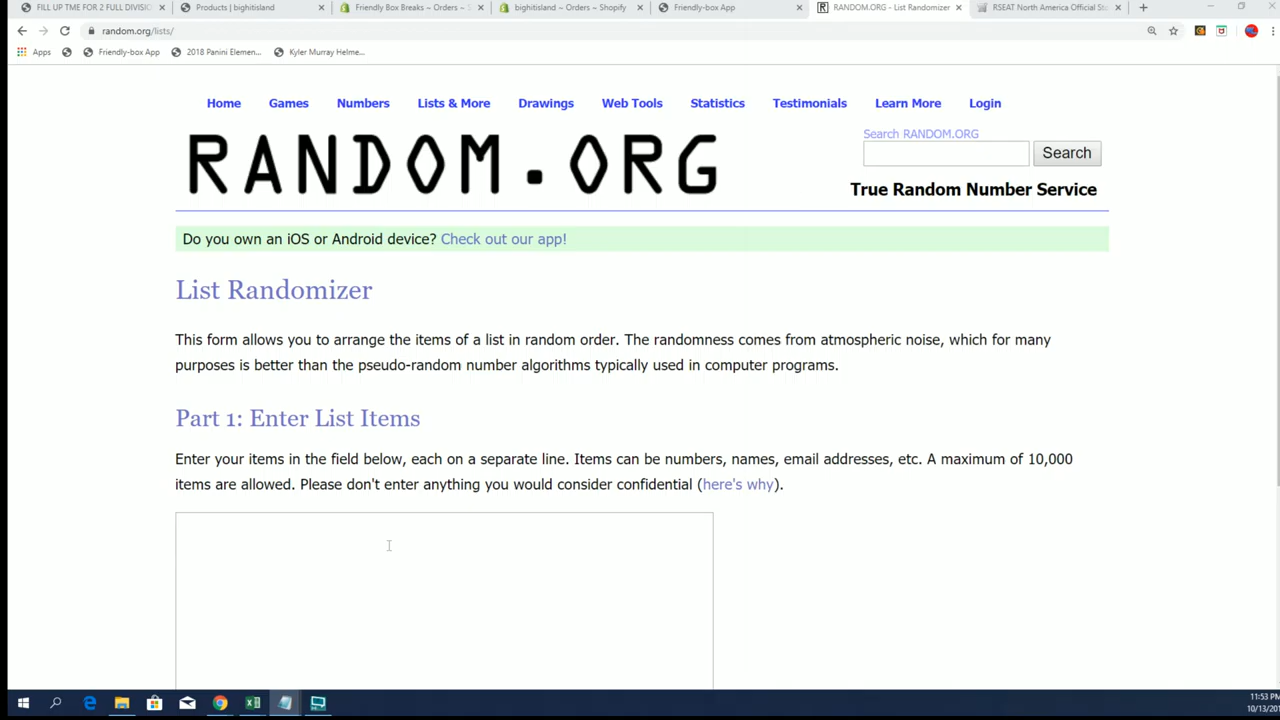 FILL UP TME FOR 2 FULL DIVISI
Products | bighitisland
Friendly Box Breaks ~ Orders ~ S
bighitisland ~ Orders ~ Shopify
Friendly-box App
RANDOM.ORG - List Randomizer
RSEAT North America Official St
random.org/lists/
Apps
Friendly-box App
2018 Panini Elemen...
Kyler Murray Helme...
Home
Games
Numbers
Lists & More
Drawings
Web Tools
Statistics
Testimonials
Learn More
Login
RANDOM.ORG
Search RANDOM.ORG
Search
True Random Number Service
Do you own an iOS or Android device? Check out our app!
List Randomizer
This form allows you to arrange the items of a list in random order. The randomness comes from atmospheric noise, which for many
purposes is better than the pseudo-random number algorithms typically used in computer programs.
Part 1: Enter List Items
Enter your items in the field below, each on a separate line. Items can be numbers, names, email addresses, etc. A maximum of 10,000
items are allowed. Please don't enter anything you would consider confidential (here's why).
11:53 PM
10/13/20